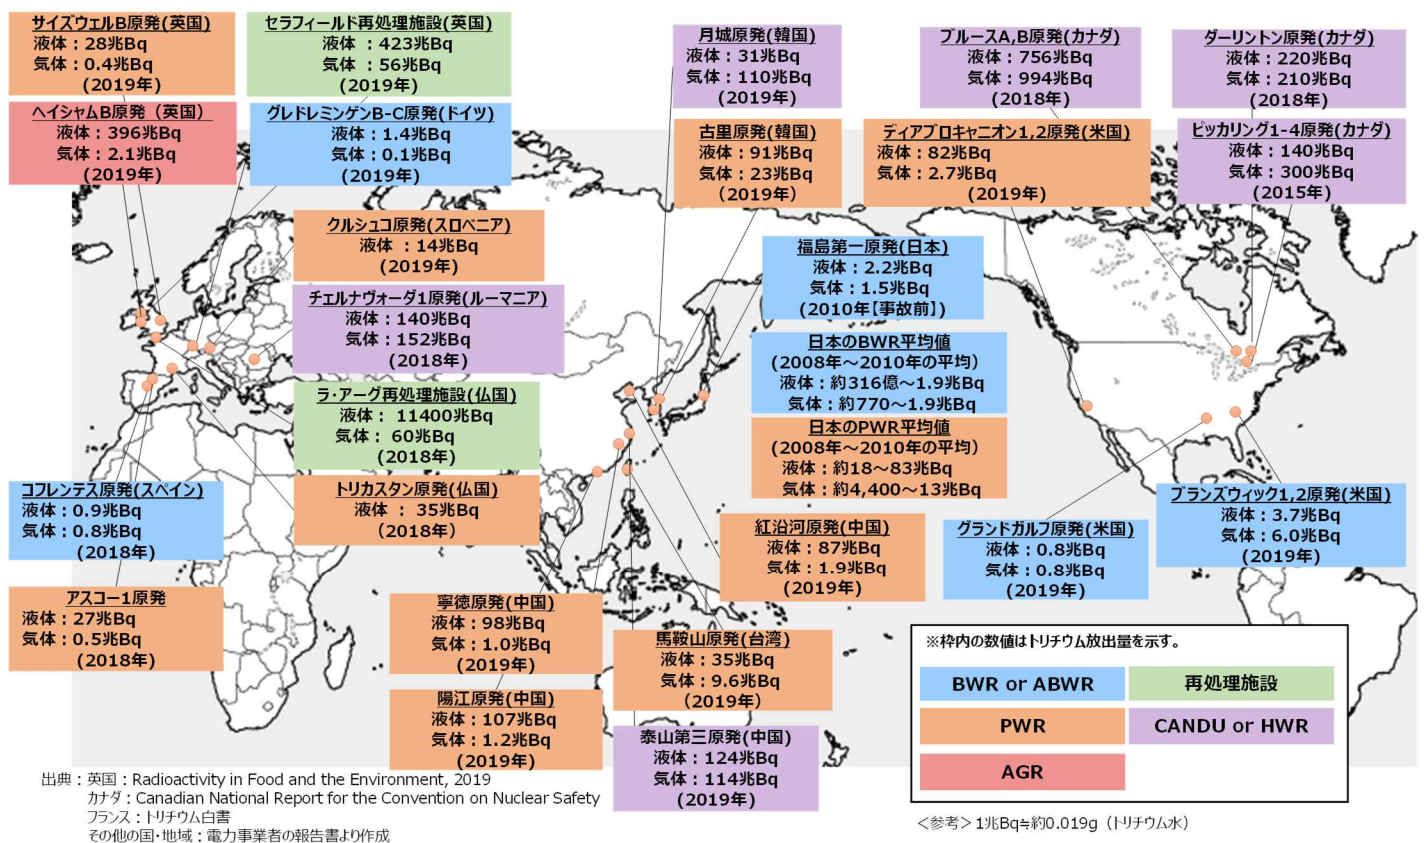 サイズウェルB原発(英国)
液体：28兆Bq
気体：0.4兆Bq
(2019年)
セラフィールド再処理施設(英国)
液体 ：423兆Bq
気体 ： 56兆Bq
(2019年)
月城原発(韓国)
液体：31兆Bq
気体：110兆Bq
(2019年)
ブルースA,B原発(カナダ)
液体：756兆Bq
気体：994兆Bq
(2018年)
ダーリントン原発(カナダ)
液体：220兆Bq
気体：210兆Bq
(2018年)
ヘイシャムB原発（英国）
液体：396兆Bq
気体：2.1兆Bq
(2019年)
グレドレミンゲンB-C原発(ドイツ)
液体：1.4兆Bq
気体：0.1兆Bq
(2019年)
古里原発(韓国)
液体：91兆Bq
気体：23兆Bq
(2019年)
ディアブロキャニオン1,2原発(米国)
液体：82兆Bq
気体：2.7兆Bq
(2019年)
ピッカリング1-4原発(カナダ)
液体：140兆Bq
気体：300兆Bq
(2015年)
クルシュコ原発(スロベニア)
液体 ：14兆Bq
(2019年)
福島第一原発(日本)
液体：2.2兆Bq
気体：1.5兆Bq
(2010年【事故前】)
チェルナヴォーダ1原発(ルーマニア)
液体：140兆Bq
気体：152兆Bq
(2018年)
日本のBWR平均値
(2008年～2010年の平均)
液体：約316億～1.9兆Bq
気体：約770～1.9兆Bq
ラ・アーグ再処理施設(仏国)
液体： 11400兆Bq
気体： 60兆Bq
(2018年)
日本のPWR平均値
(2008年～2010年の平均)
液体：約18～83兆Bq
気体：約4,400～13兆Bq
コフレンテス原発(スペイン)
液体：0.9兆Bq
気体：0.8兆Bq
(2018年)
トリカスタン原発(仏国)
液体 ： 35兆Bq
(2018年)
紅沿河原発(中国)
液体：87兆Bq
気体：1.9兆Bq
(2019年)
グランドガルフ原発(米国)
液体：0.8兆Bq
気体：0.8兆Bq
(2019年)
ブランズウィック1,2原発(米国)
液体：3.7兆Bq
気体：6.0兆Bq
(2019年)
アスコー1原発
液体：27兆Bq
気体：0.5兆Bq
(2018年)
寧徳原発(中国)
液体：98兆Bq
気体：1.0兆Bq
(2019年)
馬鞍山原発(台湾)
液体：35兆Bq
気体：9.6兆Bq
(2019年)
陽江原発(中国)
液体：107兆Bq
気体：1.2兆Bq
(2019年)
泰山第三原発(中国)
液体：124兆Bq
気体：114兆Bq
(2019年)
※枠内の数値はトリチウム放出量を示す。
BWR or ABWR
再処理施設
PWR
CANDU or HWR
AGR
出典：英国：Radioactivity in Food and the Environment, 2019
カナダ：Canadian National Report for the Convention on Nuclear Safety
フランス：トリチウム白書
その他の国・地域：電力事業者の報告書より作成
＜参考＞1兆Bq≒約0.019g（トリチウム水）